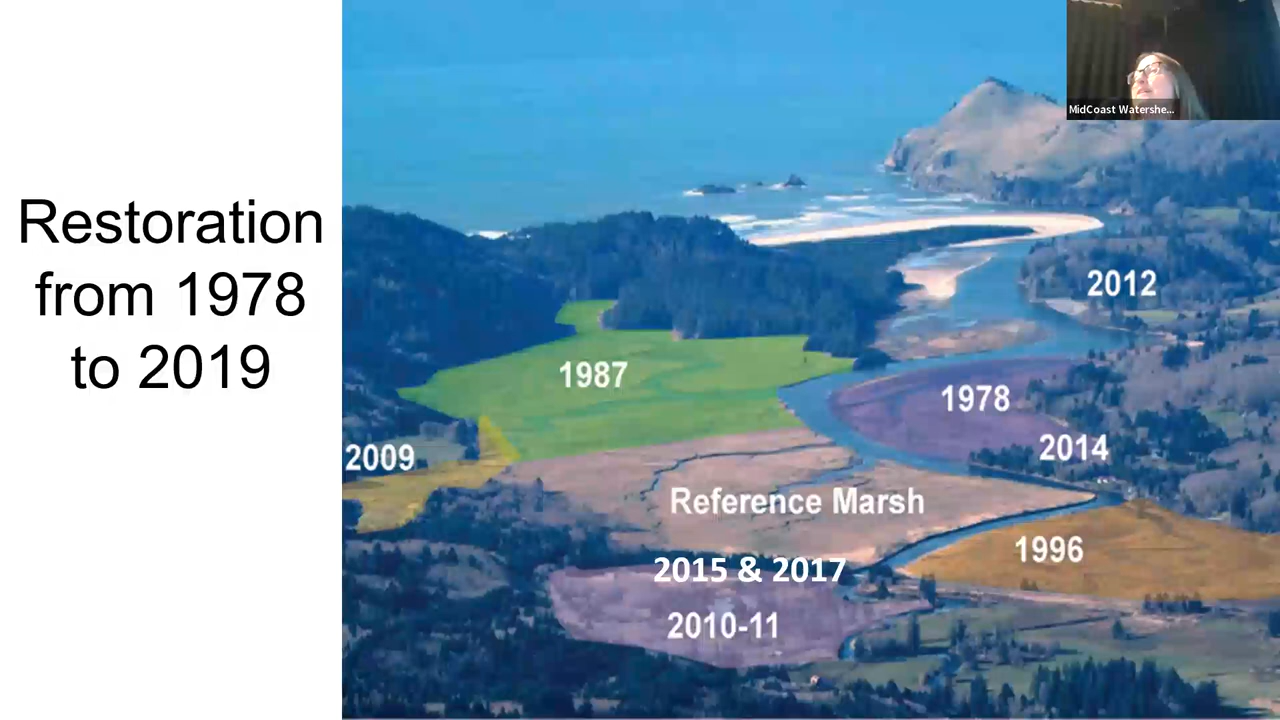 Restoration
from 1978
to 2019
MidCoast Watershe...
2012
1987
1978
2014
2009
Reference Marsh
1996
2015 & 2017
2010-11